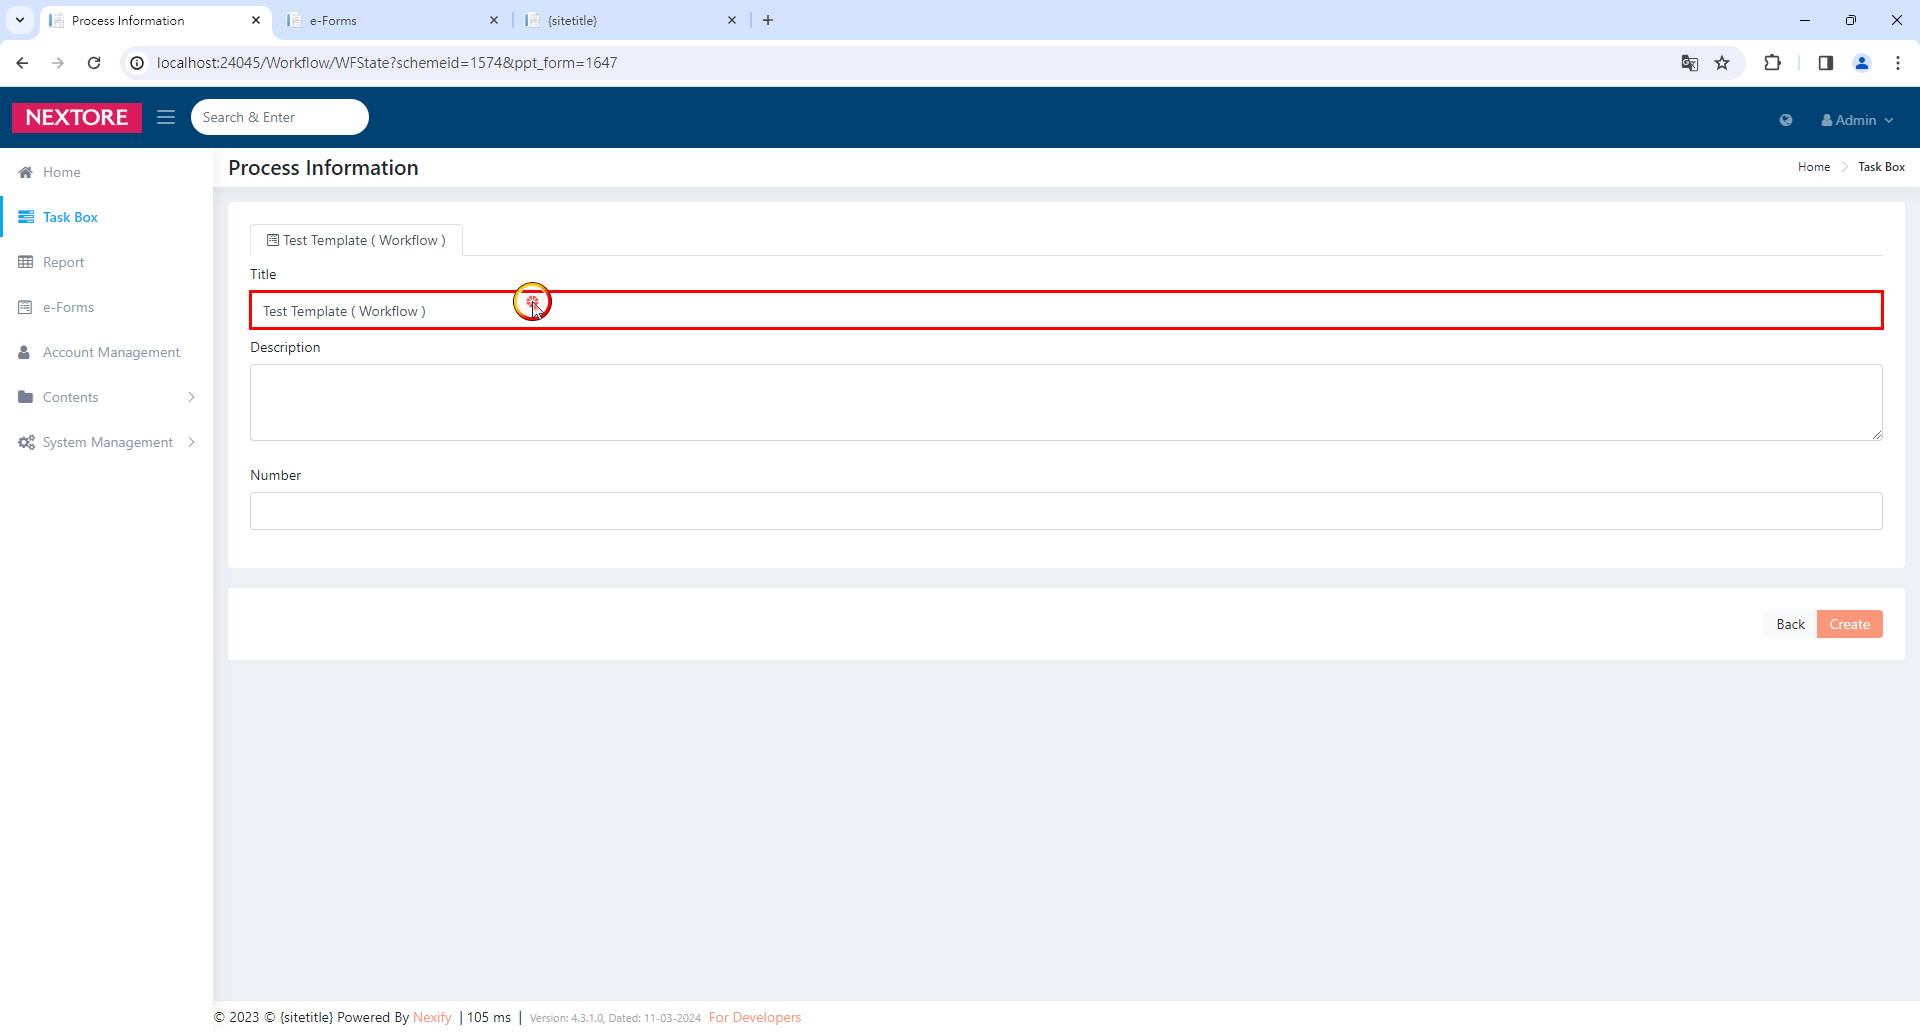 Process Information
e-Forms
{sitetitle}
localhost:24045/Workflow/WFState?schemeid=1574&ppt_form=1647
NEXTORE
Search & Enter
Admin
Home
Task Box
Report
e-Forms
Account Management
Contents
System Management
Process Information
Home
Task Box
Test Template ( Workflow )
Title
Test Template ( Workflow )
Description
Number
Back
Create
© 2023 © {sitetitle} Powered By Nexify | 105 ms | Version: 4.3.1.0, Dated: 11-03-2024 For Developers